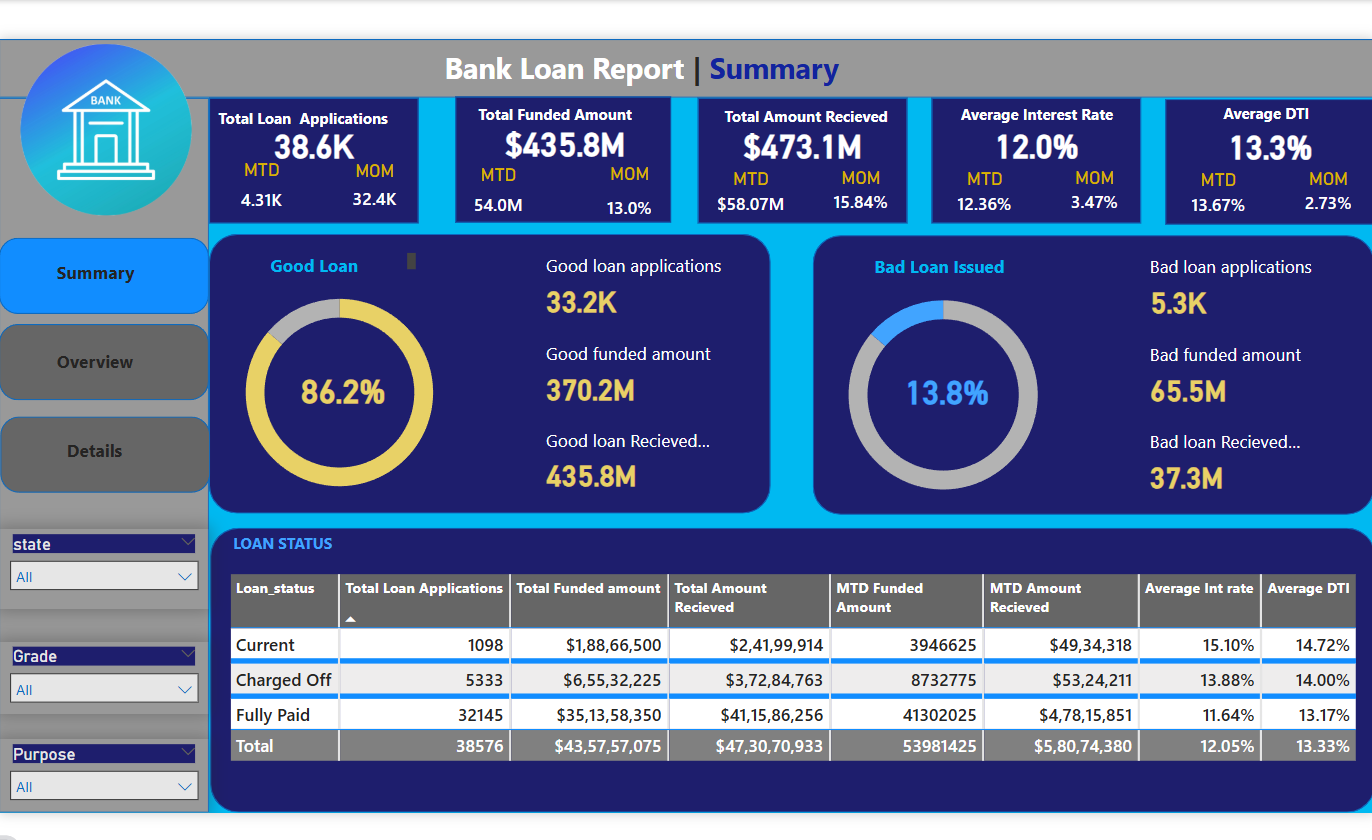 Bank Loan Report | Summary
BANK
Total Loan Applications
38.6K
MTD MOM
4.31K 32.4K
Total Funded Amount
$435.8M
MTD MOM
54.0M 13.0%
Total Amount Recieved
$473.1M
MTD MOM
$58.07M 15.84%
Average Interest Rate
12.0%
MTD MOM
12.36% 3.47%
Average DTI
13.3%
MTD MOM
13.67% 2.73%
Summary
Overview
Details
state
All
Grade
All
Purpose
All
Good Loan
86.2%
Good loan applications
33.2K
Good funded amount
370.2M
Good loan Recieved...
435.8M
Bad Loan Issued
13.8%
Bad loan applications
5.3K
Bad funded amount
65.5M
Bad loan Recieved...
37.3M
LOAN STATUS
Loan_status Total Loan Applications Total Funded amount Total Amount Recieved MTD Funded Amount MTD Amount Recieved Average Int rate Average DTI
Current 1098 $1,88,66,500 $2,41,99,914 3946625 $49,34,318 15.10% 14.72%
Charged Off 5333 $6,55,32,225 $3,72,84,763 8732775 $53,24,211 13.88% 14.00%
Fully Paid 32145 $35,13,58,350 $41,15,86,256 41302025 $4,78,15,851 11.64% 13.17%
Total 38576 $43,57,57,075 $47,30,70,933 53981425 $5,80,74,380 12.05% 13.33%